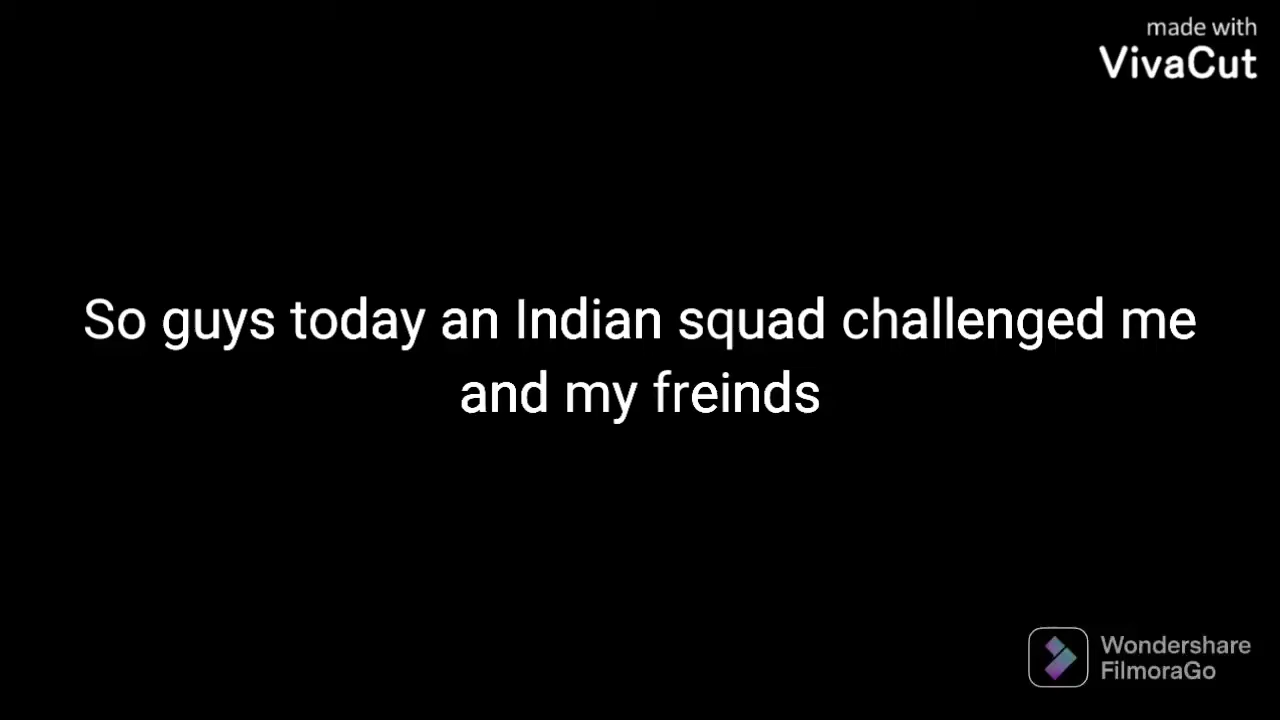 made with
VivaCut
So guys today an Indian squad challenged me
and my freinds
Wondershare
FilmoraGo